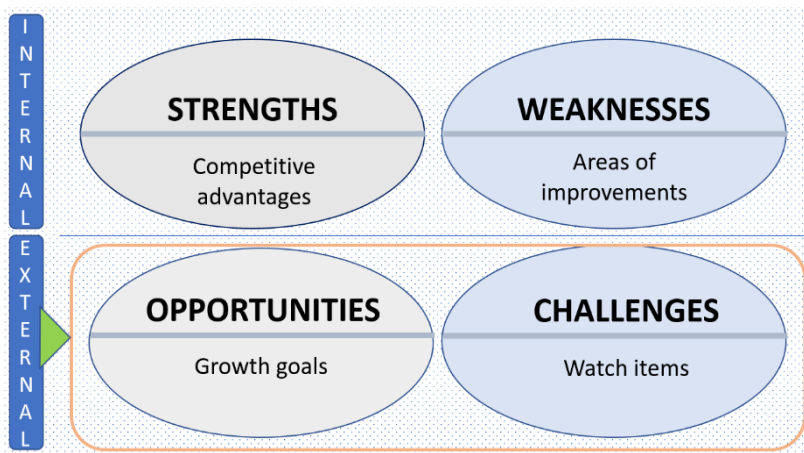 INTERNAL
STRENGTHS
Competitive
advantages
WEAKNESSES
Areas of
improvements
EXTERNAL
OPPORTUNITIES
Growth goals
CHALLENGES
Watch items